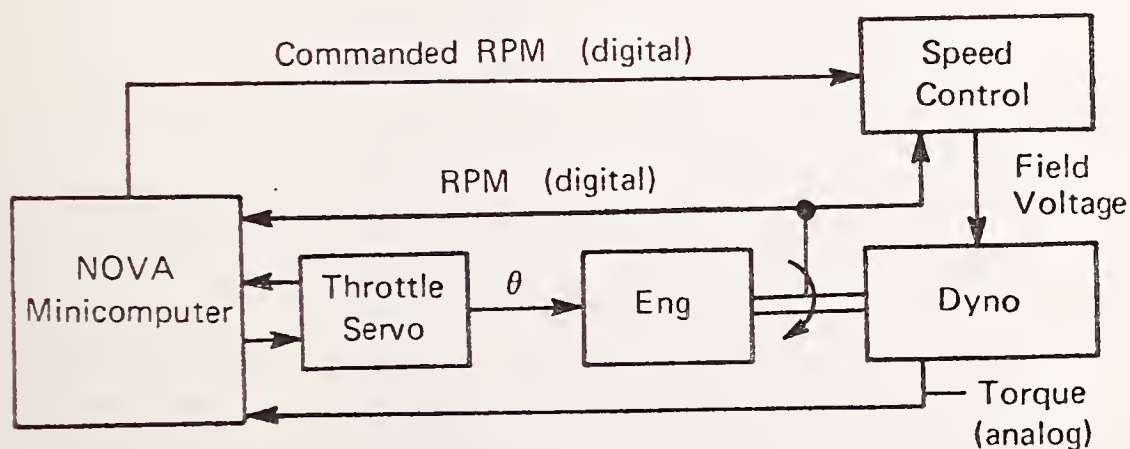 Commanded RPM (digital)
Speed
Control
RPM (digital)
Field
Voltage
NOVA
Minicomputer
Throttle
Servo
θ
Eng
Dyno
Torque
(analog)